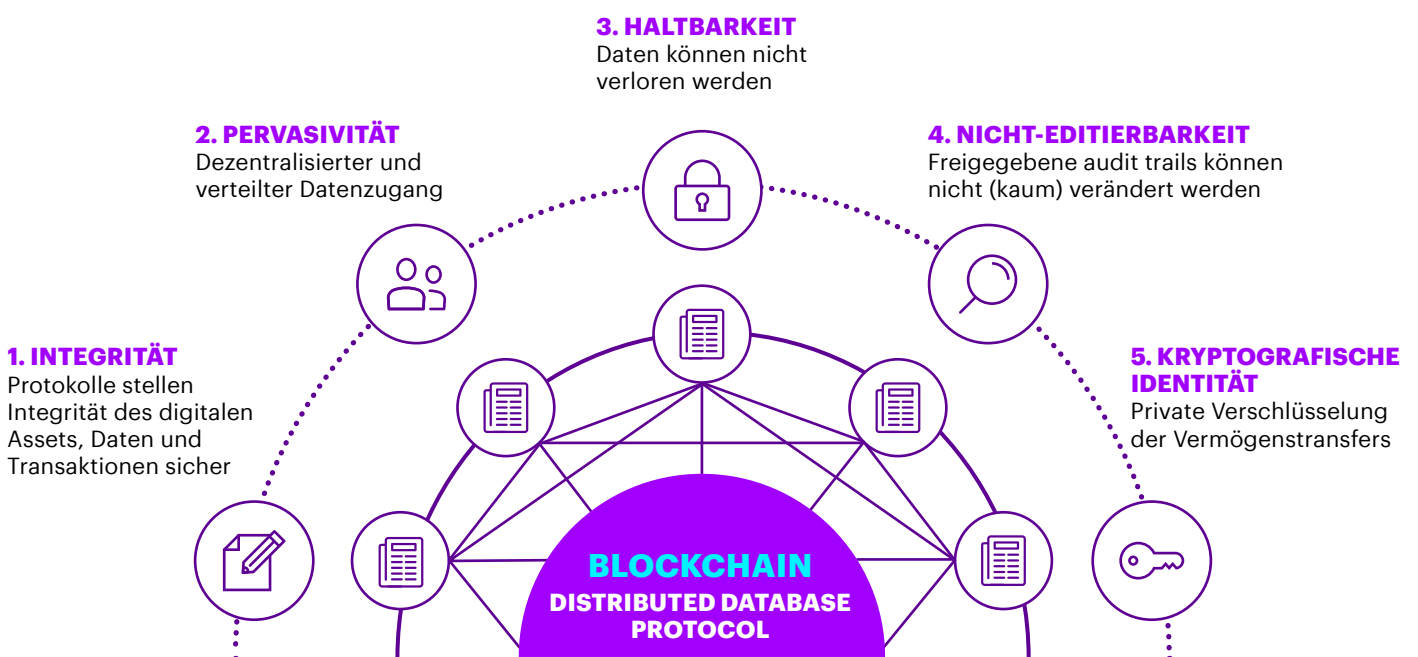 3. HALTBARKEIT
Daten können nicht
verloren werden
2. PERVASIVITÄT
Dezentralisierter und
verteilter Datenzugang
4. NICHT-EDITIERBARKEIT
Freigegebene audit trails können
nicht (kaum) verändert werden
1. INTEGRITÄT
Protokolle stellen
Integrität des digitalen
Assets, Daten und
Transaktionen sicher
5. KRYPTOGRAFISCHE
IDENTITÄT
Private Verschlüsselung
der Vermögenstransfers
BLOCKCHAIN
DISTRIBUTED DATABASE
PROTOCOL